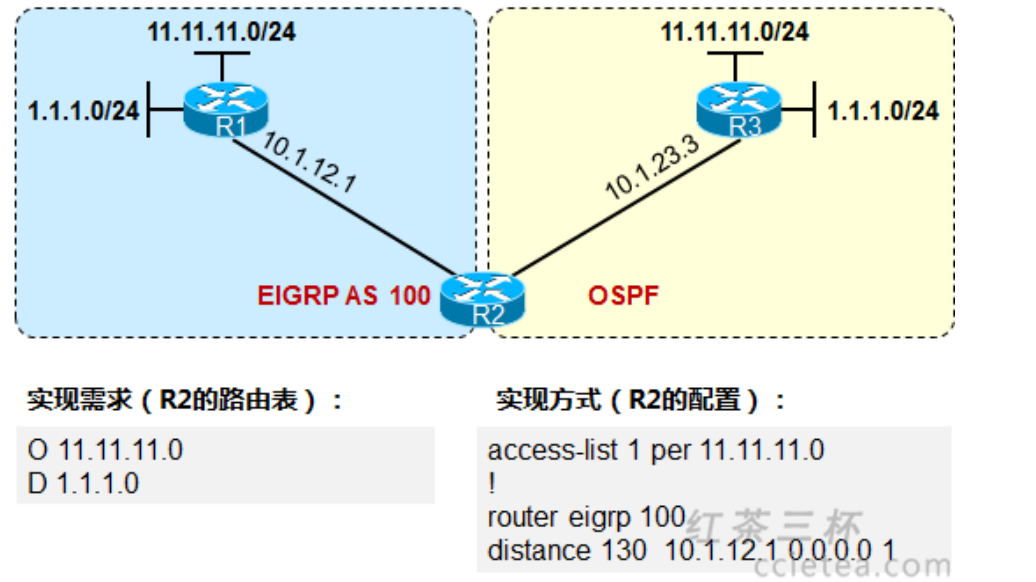 11.11.11.0/24
11.11.11.0/24
1.1.1.0/24
R1
R3
1.1.1.0/24
10.1.12.1
10.1.23.3
EIGRP AS 100
R2
OSPF
实现需求（R2的路由表）：
O 11.11.11.0
D 1.1.1.0
实现方式（R2的配置）：
access-list 1 per 11.11.11.0
!
router eigrp 100
distance 130 10.1.12.1 0.0.0.0 1
红茶三杯
ccietea.com